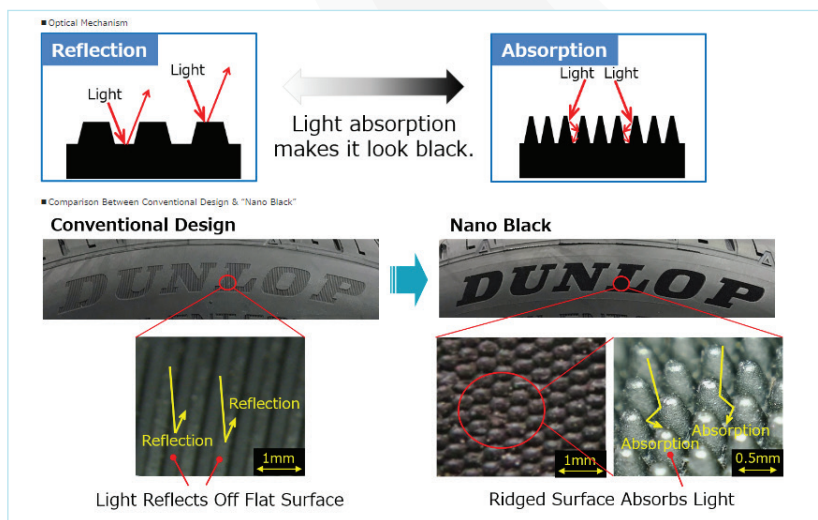 ■ Optical Mechanism
Reflection
Light
Light
Light absorption
makes it look black.
Absorption
Light Light
■ Comparison Between Conventional Design & "Nano Black"
Conventional Design
DUNLOP
Nano Black
DUNLOP
Reflection
Reflection
1mm
Light Reflects Off Flat Surface
1mm
Absorption
Absorption
0.5mm
Ridged Surface Absorbs Light